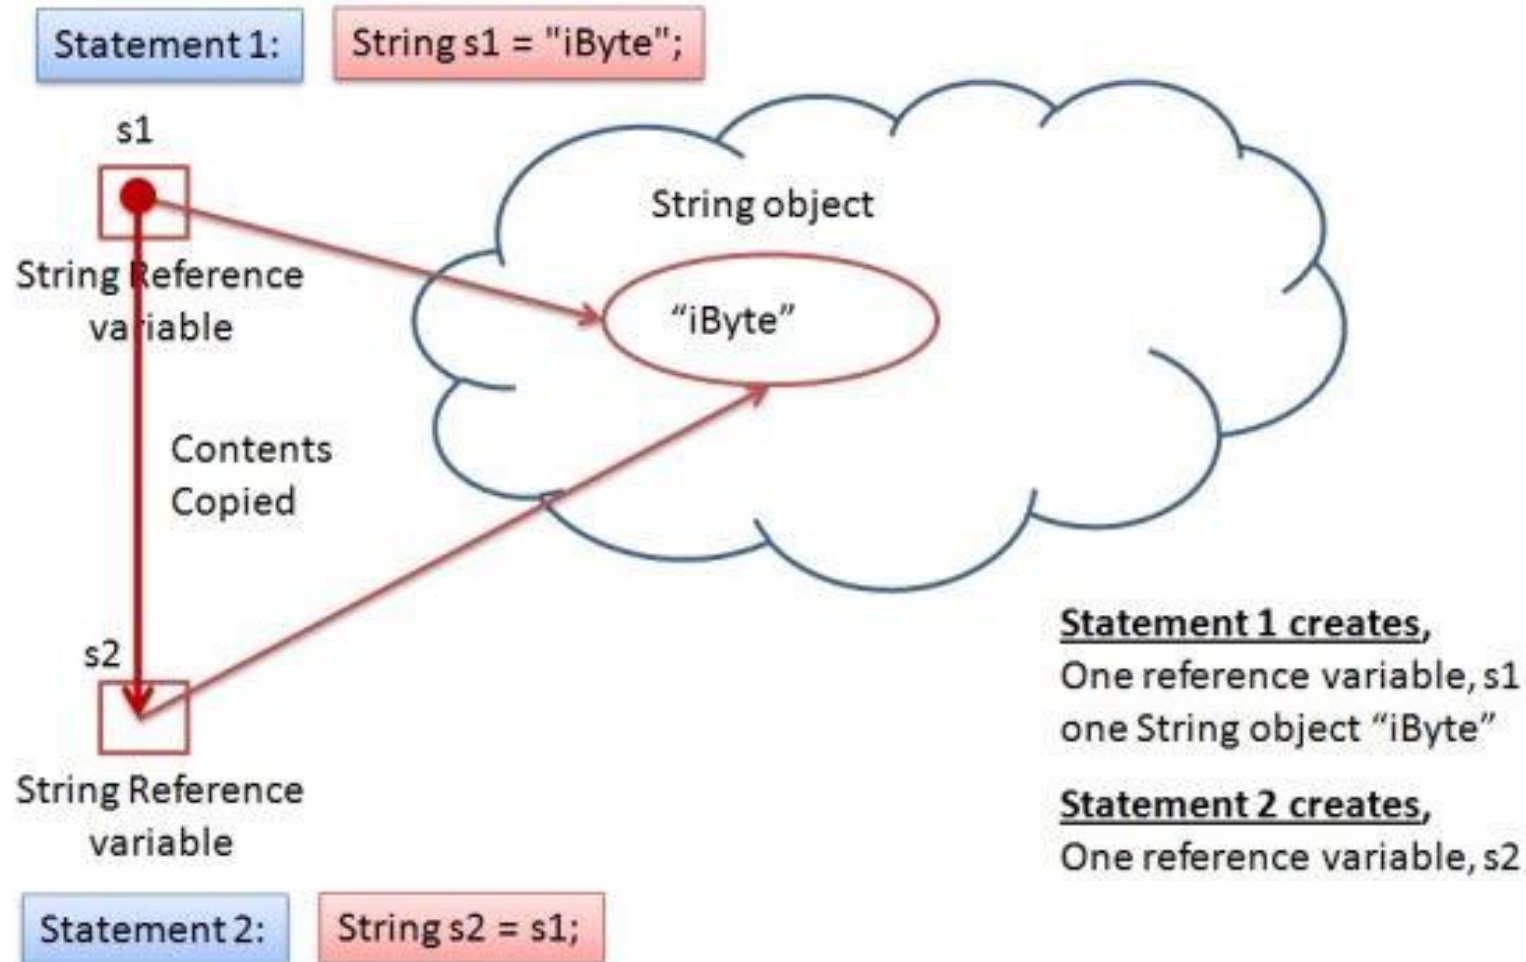 Statement 1:
String s1 = "iByte";
s1
String Reference
variable
String object
“iByte”
Contents
Copied
s2
String Reference
variable
Statement 1 creates,
One reference variable, s1
one String object “iByte”
Statement 2 creates,
One reference variable, s2
Statement 2:
String s2 = s1;